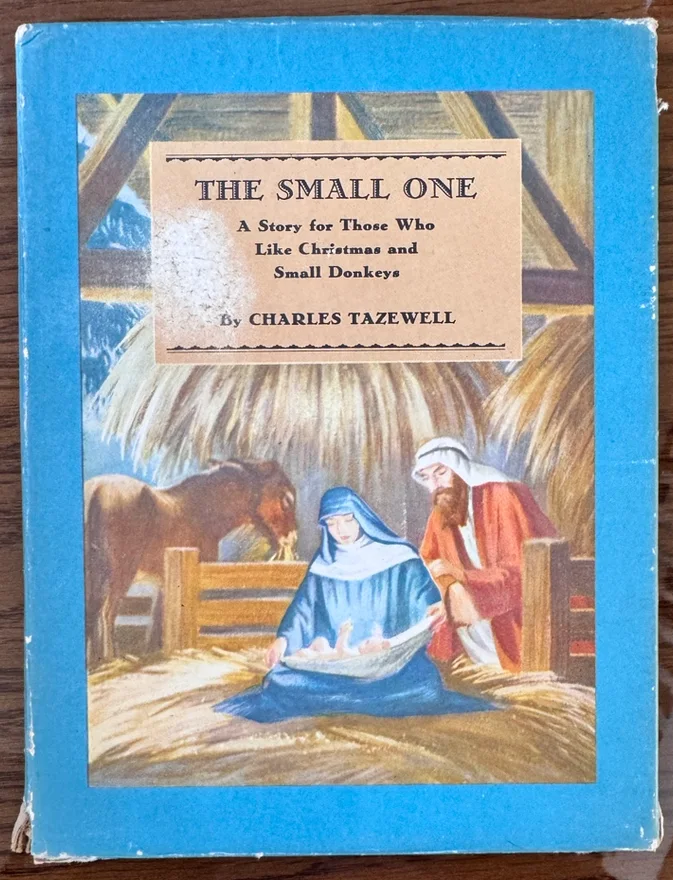 THE SMALL ONE
A Story for Those Who
Like Christmas and
Small Donkeys
By CHARLES TAZEWELL